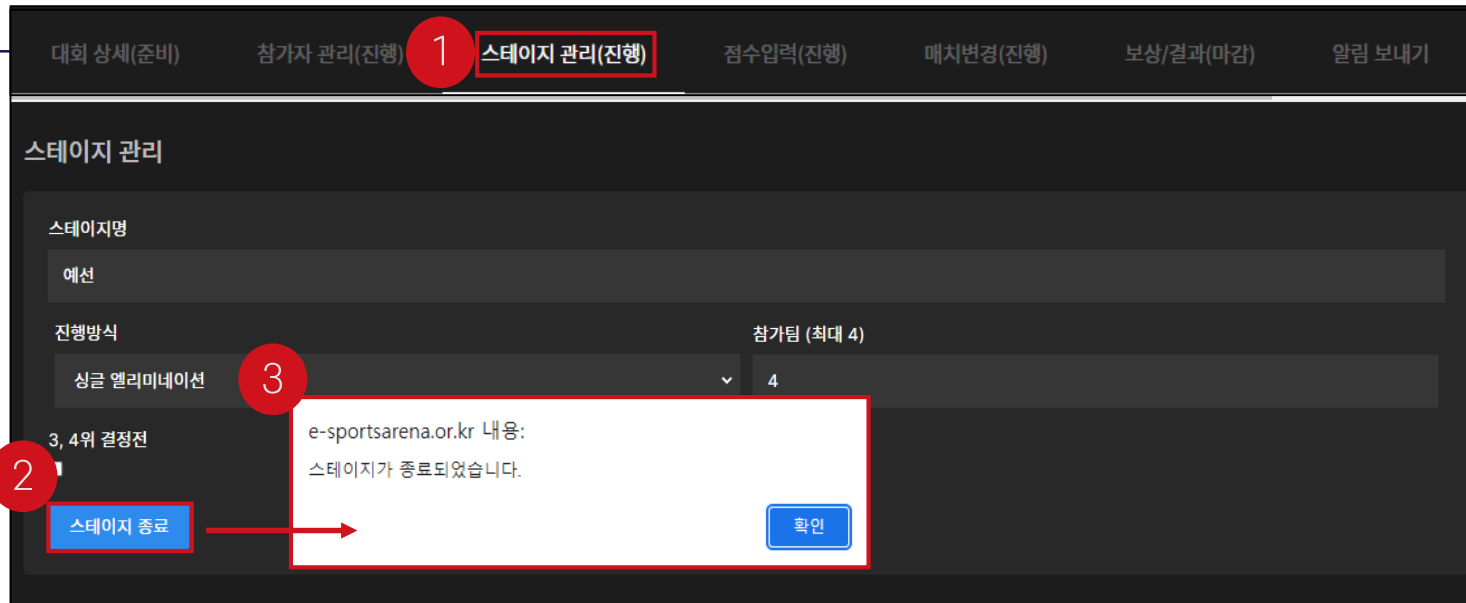 대회 상세(준비) 참가자 관리(진행) 1 스테이지 관리(진행) 점수입력(진행) 매치변경(진행) 보상/결과(마감) 알림 보내기
스테이지 관리
스테이지명
예선
진행방식 참가팀 (최대 4)
싱글 엘리미네이션 3 4
3, 4위 결정전
2
스테이지 종료
e-sportsarena.or.kr 내용:
스테이지가 종료되었습니다.
확인